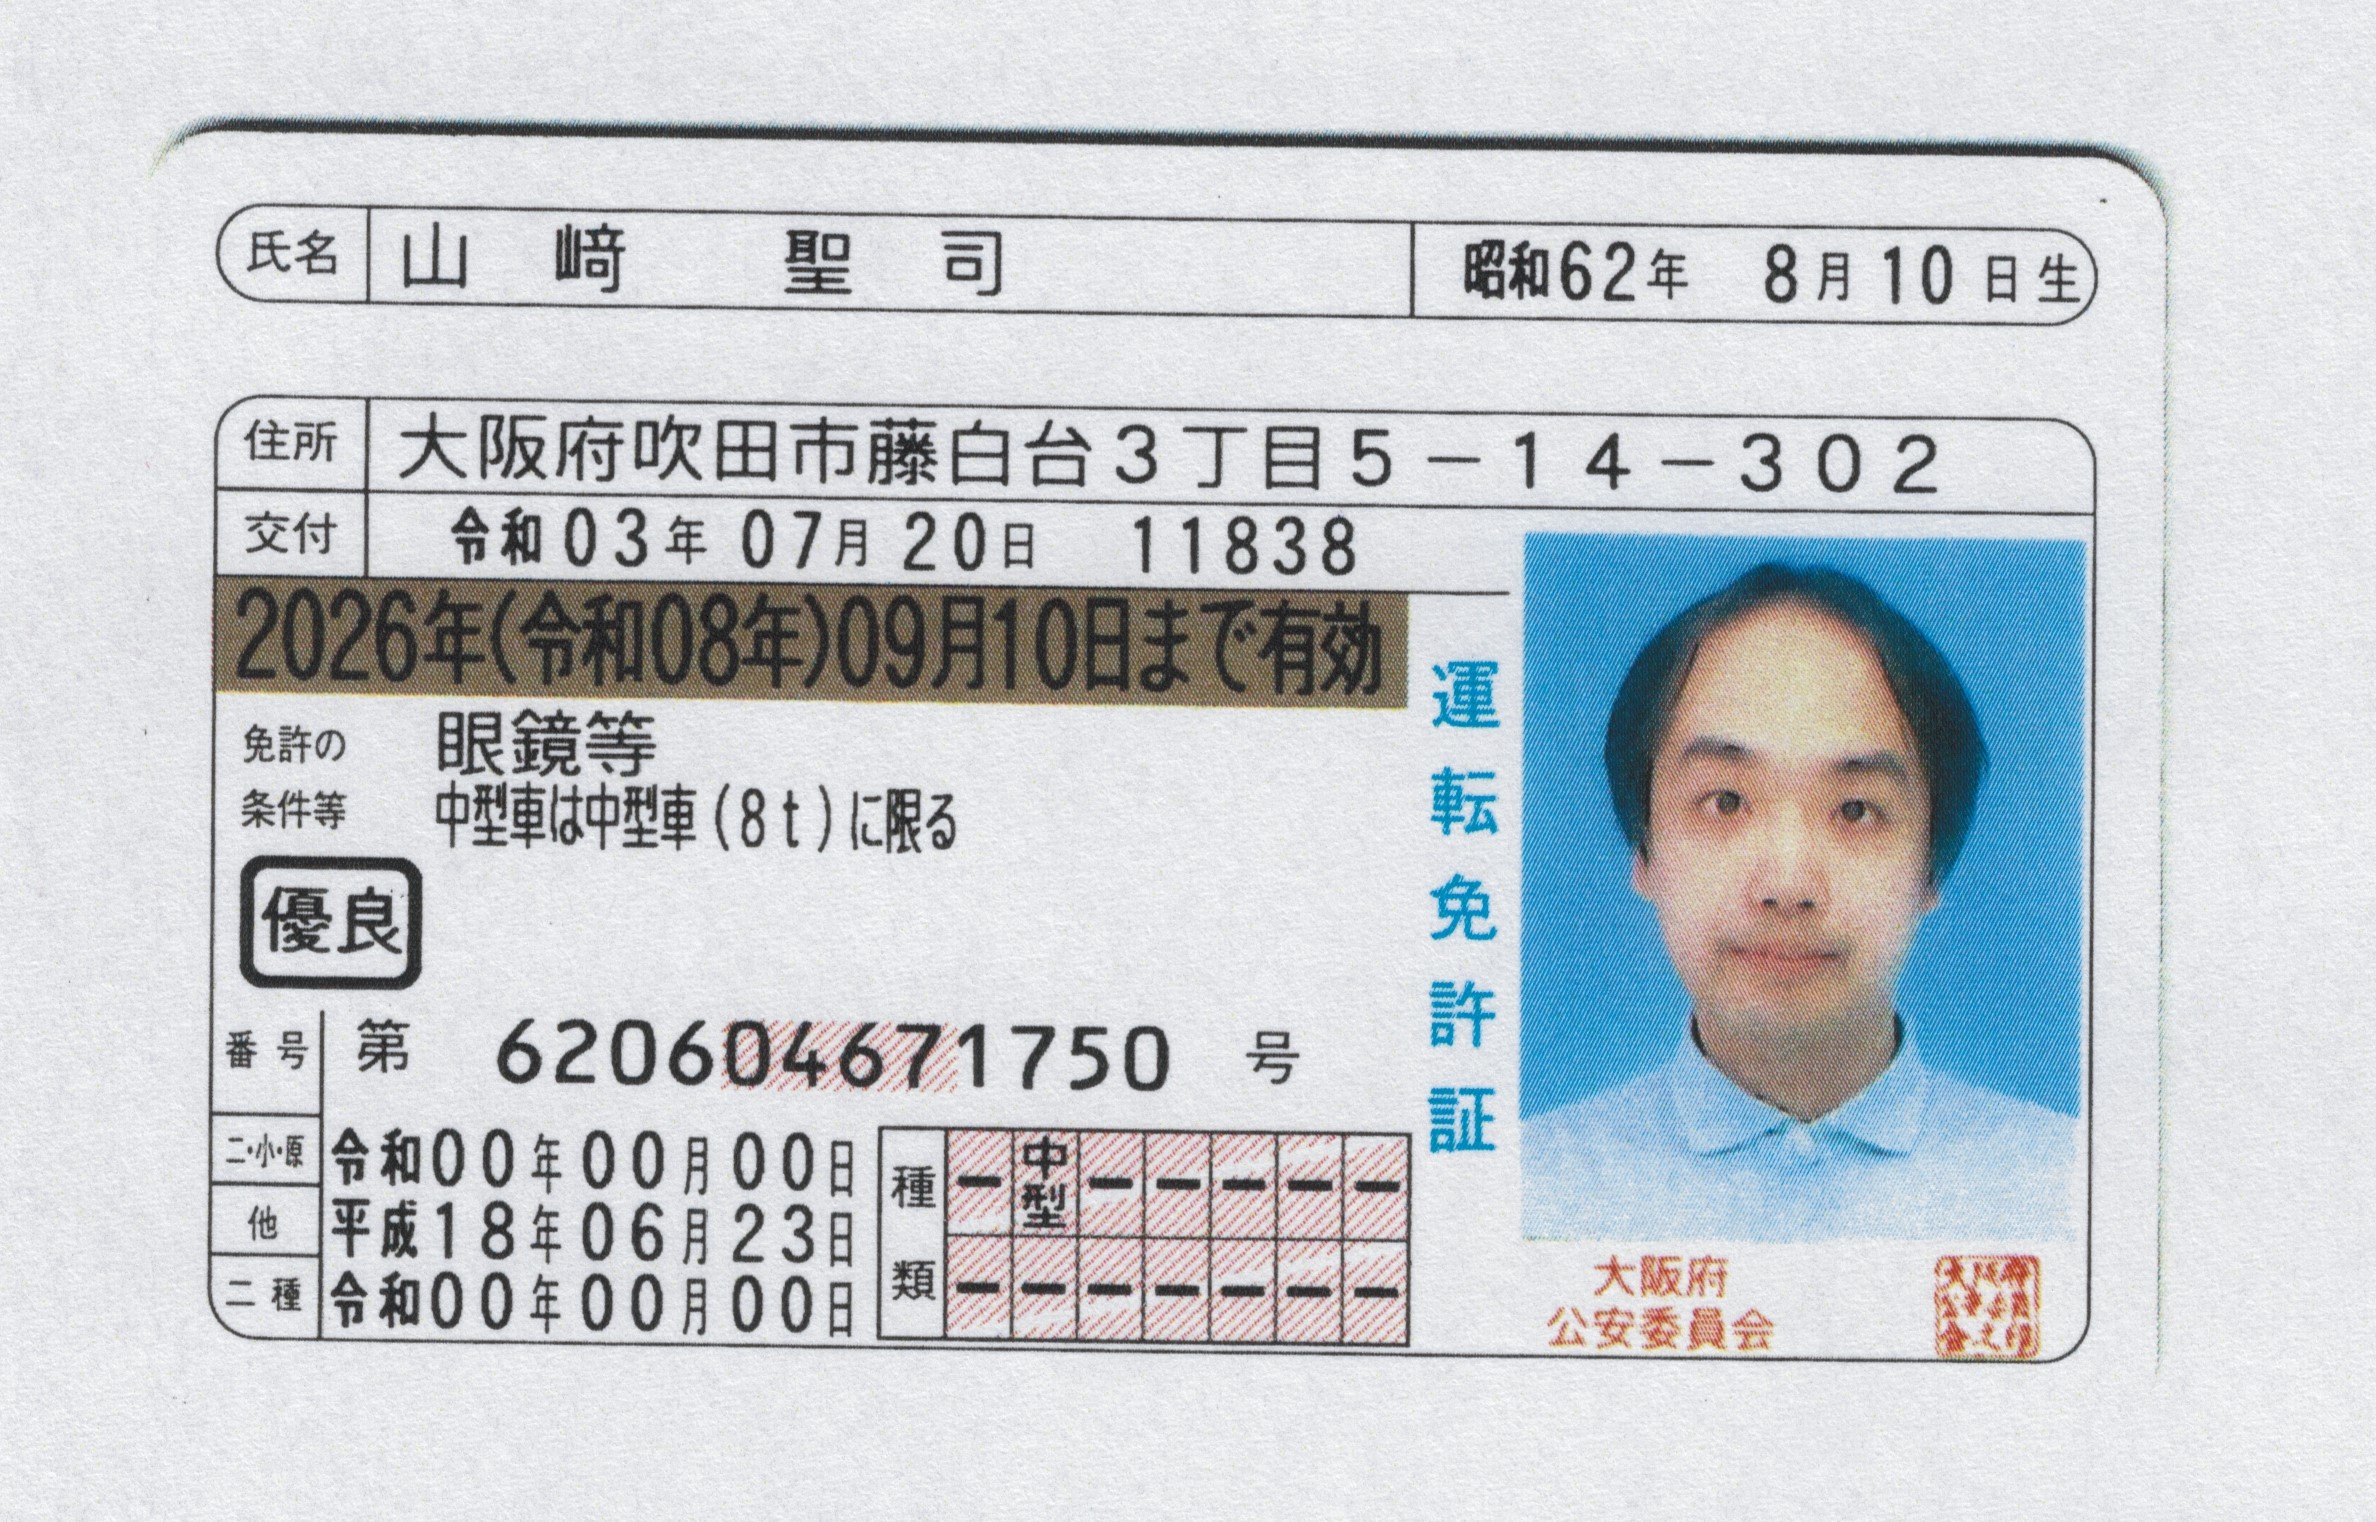 氏名 山﨑 聖司 昭和62年 8月10日生
住所 大阪府吹田市藤白台3丁目5-14-302
交付 令和03年07月20日 11838
2026年(令和08年)09月10日まで有効
免許の 眼鏡等
条件等 中型車は中型車(8t)に限る
優良
番号 第 620604671750 号
二・小・原 令和00年00月00日
他 平成18年06月23日
二種 令和00年00月00日
種類 ー 中型 ー ー ー ー ー
ー ー ー ー ー ー ー
運転免許証
大阪府
公安委員会